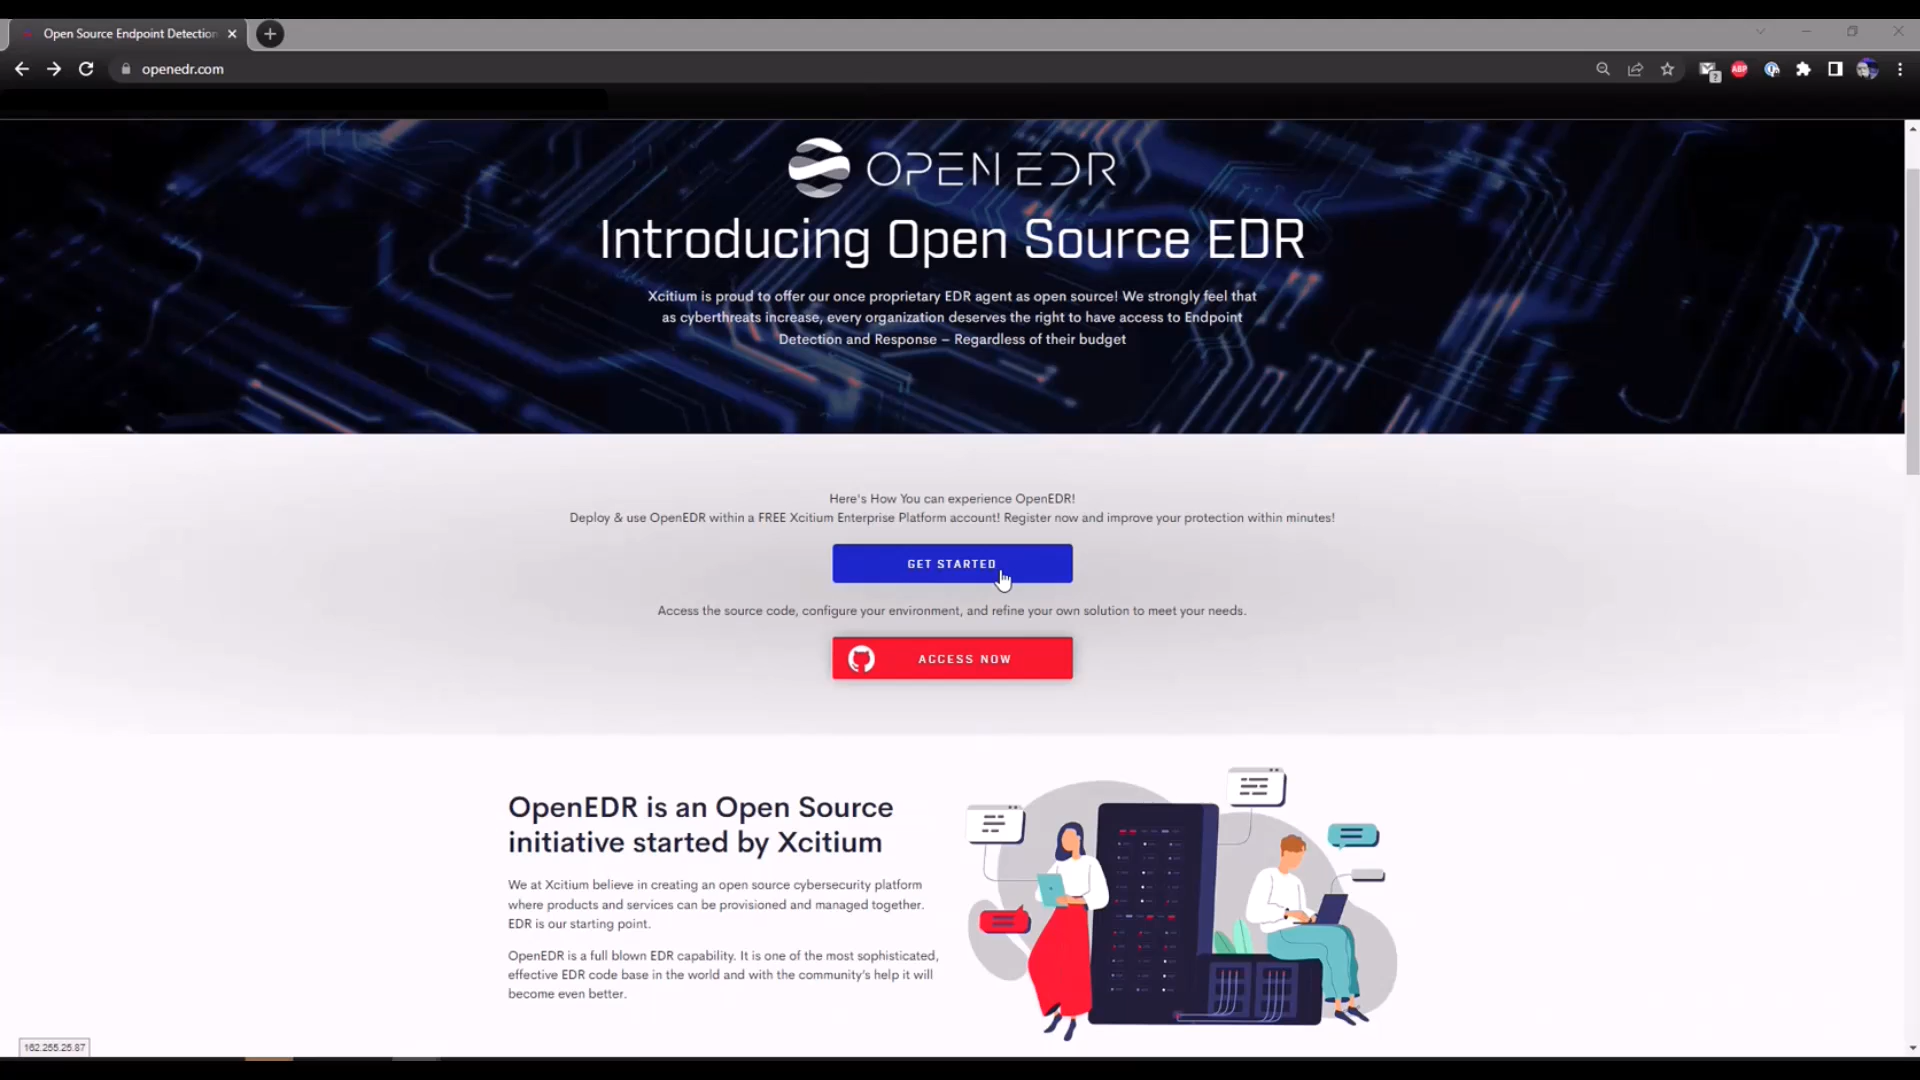 Open Source Endpoint Detection
openedr.com
ABP
OPEN EDR
Introducing Open Source EDR
Xcitium is proud to offer our once proprietary EDR agent as open source! We strongly feel that
as cyberthreats increase, every organization deserves the right to have access to Endpoint
Detection and Response – Regardless of their budget
Here's How You can experience OpenEDR!
Deploy & use OpenEDR within a FREE Xcitium Enterprise Platform account! Register now and improve your protection within minutes!
GET STARTED
Access the source code, configure your environment, and refine your own solution to meet your needs.
ACCESS NOW
OpenEDR is an Open Source
initiative started by Xcitium
We at Xcitium believe in creating an open source cybersecurity platform
where products and services can be provisioned and managed together.
EDR is our starting point.
OpenEDR is a full blown EDR capability. It is one of the most sophisticated,
effective EDR code base in the world and with the community's help it will
become even better.
162.255.25.87